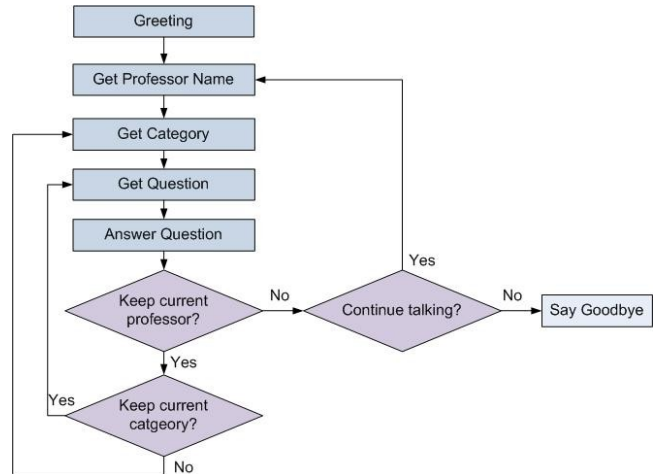 Greeting
Get Professor Name
Get Category
Get Question
Answer Question
Yes
Keep current
professor?
No
Continue talking?
No
Say Goodbye
Yes
Keep current
catgeory?
Yes
No